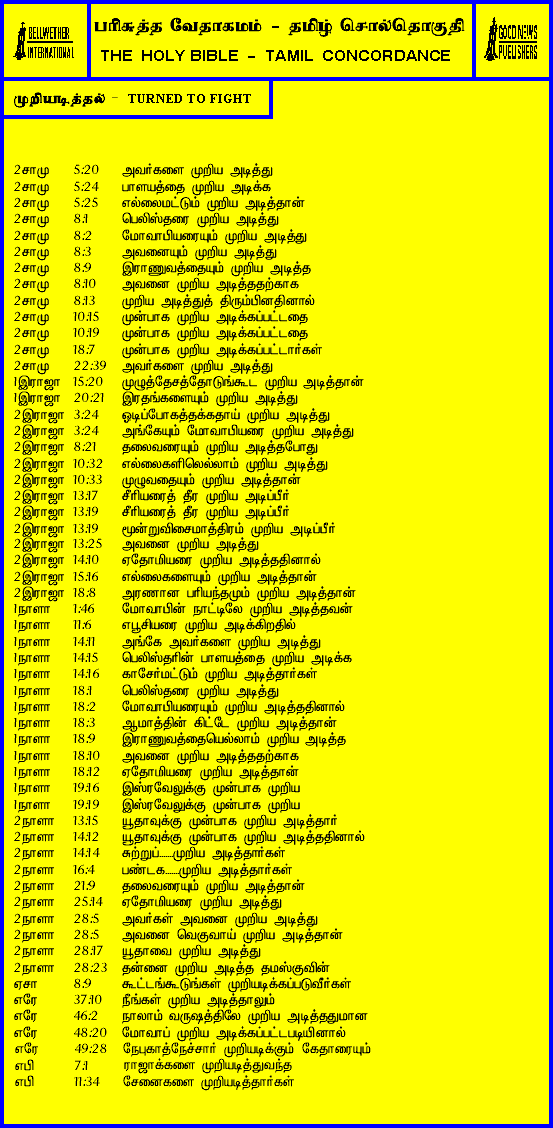 BELLWETHER INTERNATIONAL
பரிசுத்த வேதாகமம் - தமிழ் சொல்தொகுதி
THE HOLY BIBLE - TAMIL CONCORDANCE
GOOD NEWS PUBLISHERS
முறியடித்தல் - TURNED TO FIGHT
2சாமு 5:20 அவர்களை முறிய அடித்து
2சாமு 5:24 பாளயத்தை முறிய அடிக்க
2சாமு 5:25 எல்லைமட்டும் முறிய அடித்தான்
2சாமு 8:1 பெலிஸ்தரை முறிய அடித்து
2சாமு 8:2 மோவாபியரையும் முறிய அடித்து
2சாமு 8:3 அவனையும் முறிய அடித்து
2சாமு 8:9 இராணுவத்தையும் முறிய அடித்த
2சாமு 8:10 அவனை முறிய அடித்ததற்காக
2சாமு 8:13 முறிய அடித்துத் திரும்பினதினால்
2சாமு 10:15 முன்பாக முறிய அடிக்கப்பட்டதை
2சாமு 10:19 முன்பாக முறிய அடிக்கப்பட்டதை
2சாமு 18:7 முன்பாக முறிய அடிக்கப்பட்டார்கள்
2சாமு 22:39 அவர்களை முறிய அடித்து
1இராஜா 15:20 முழுத்தேசத்தோடுங்கூட முறிய அடித்தான்
1இராஜா 20:21 இரதங்களையும் முறிய அடித்து
2இராஜா 3:24 ஓடிப்போகத்தக்கதாய் முறிய அடித்து
2இராஜா 3:24 அங்கேயும் மோவாபியரை முறிய அடித்து
2இராஜா 8:21 தலைவரையும் முறிய அடித்தபோது
2இராஜா 10:32 எல்லைகளிலெல்லாம் முறிய அடித்து
2இராஜா 10:33 முழுவதையும் முறிய அடித்தான்
2இராஜா 13:17 சீரியரைத் தீர முறிய அடிப்பீர்
2இராஜா 13:19 சீரியரைத் தீர முறிய அடிப்பீர்
2இராஜா 13:19 மூன்றுவிசைமாத்திரம் முறிய அடிப்பீர்
2இராஜா 13:25 அவனை முறிய அடித்து
2இராஜா 14:10 ஏதோமியரை முறிய அடித்ததினால்
2இராஜா 15:16 எல்லைகளையும் முறிய அடித்தான்
2இராஜா 18:8 அரணான பரியந்தமும் முறிய அடித்தான்
1நாளா 1:46 மோவாபின் நாட்டிலே முறிய அடித்தவன்
1நாளா 11:6 எபூசியரை முறிய அடிக்கிறதில்
1நாளா 14:11 அங்கே அவர்களை முறிய அடித்து
1நாளா 14:15 பெலிஸ்தரின் பாளயத்தை முறிய அடிக்க
1நாளா 14:16 காசேர்மட்டும் முறிய அடித்தார்கள்
1நாளா 18:1 பெலிஸ்தரை முறிய அடித்து
1நாளா 18:2 மோவாபியரையும் முறிய அடித்ததினால்
1நாளா 18:3 ஆமாத்தின் கிட்டே முறிய அடித்தான்
1நாளா 18:9 இராணுவத்தையெல்லாம் முறிய அடித்த
1நாளா 18:10 அவனை முறிய அடித்ததற்காக
1நாளா 18:12 ஏதோமியரை முறிய அடித்தான்
1நாளா 19:16 இஸ்ரவேலுக்கு முன்பாக முறிய
1நாளா 19:19 இஸ்ரவேலுக்கு முன்பாக முறிய
2நாளா 13:15 யூதாவுக்கு முன்பாக முறிய அடித்தார்
2நாளா 14:12 யூதாவுக்கு முன்பாக முறிய அடித்ததினால்
2நாளா 14:14 சுற்றுப்.....முறிய அடித்தார்கள்
2நாளா 16:4 பண்டக.....முறிய அடித்தார்கள்
2நாளா 21:9 தலைவரையும் முறிய அடித்தான்
2நாளா 25:14 ஏதோமியரை முறிய அடித்து
2நாளா 28:5 அவர்கள் அவனை முறிய அடித்து
2நாளா 28:5 அவனை வெகுவாய் முறிய அடித்தான்
2நாளா 28:17 யூதாவை முறிய அடித்து
2நாளா 28:23 தன்னை முறிய அடித்த தமஸ்குவின்
ஏசா 8:9 கூட்டங்கூடுங்கள் முறியடிக்கப்படுவீர்கள்
எரே 37:10 நீங்கள் முறிய அடித்தாலும்
எரே 46:2 நாலாம் வருஷத்திலே முறிய அடித்ததுமான
எரே 48:20 மோவாப் முறிய அடிக்கப்பட்டபடியினால்
எரே 49:28 நேபுகாத்நேச்சார் முறியடிக்கும் கேதாரையும்
எபி 7:1 ராஜாக்களை முறியடித்துவந்த
எபி 11:34 சேனைகளை முறியடித்தார்கள்